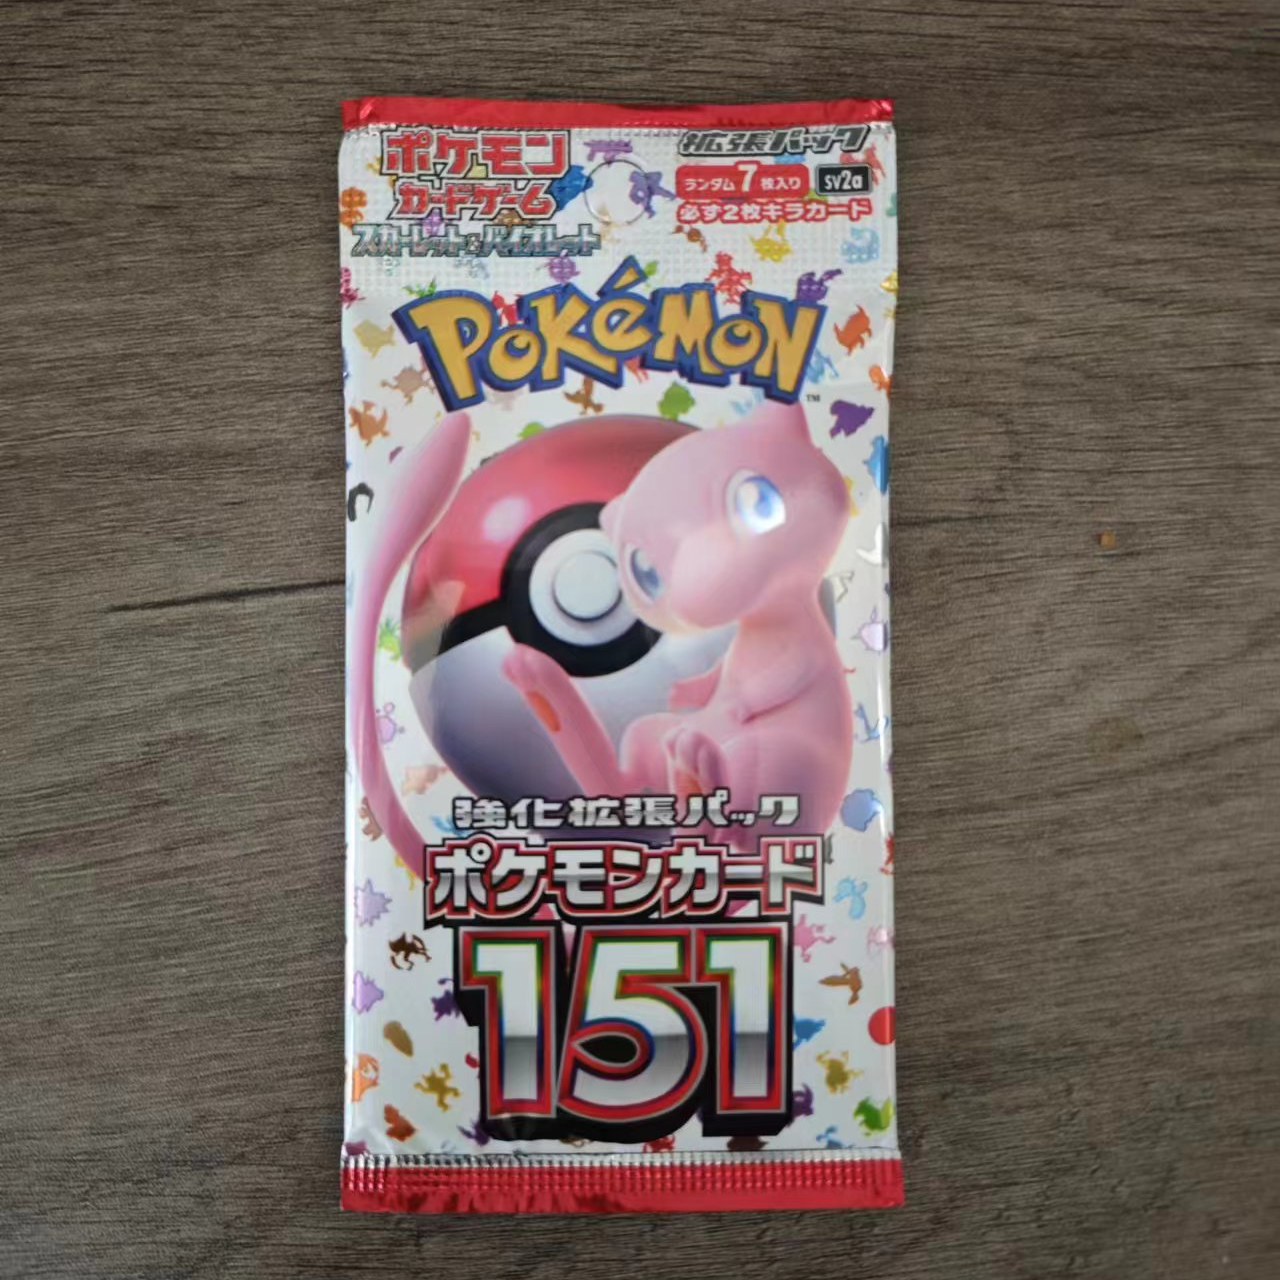 ポケモン
カードゲーム
スカーレット&バイオレット
拡張パック
ランダム7枚入り
sv2a
必ず2枚キラカード
POKéMON
TM
強化拡張パック
ポケモンカード
151